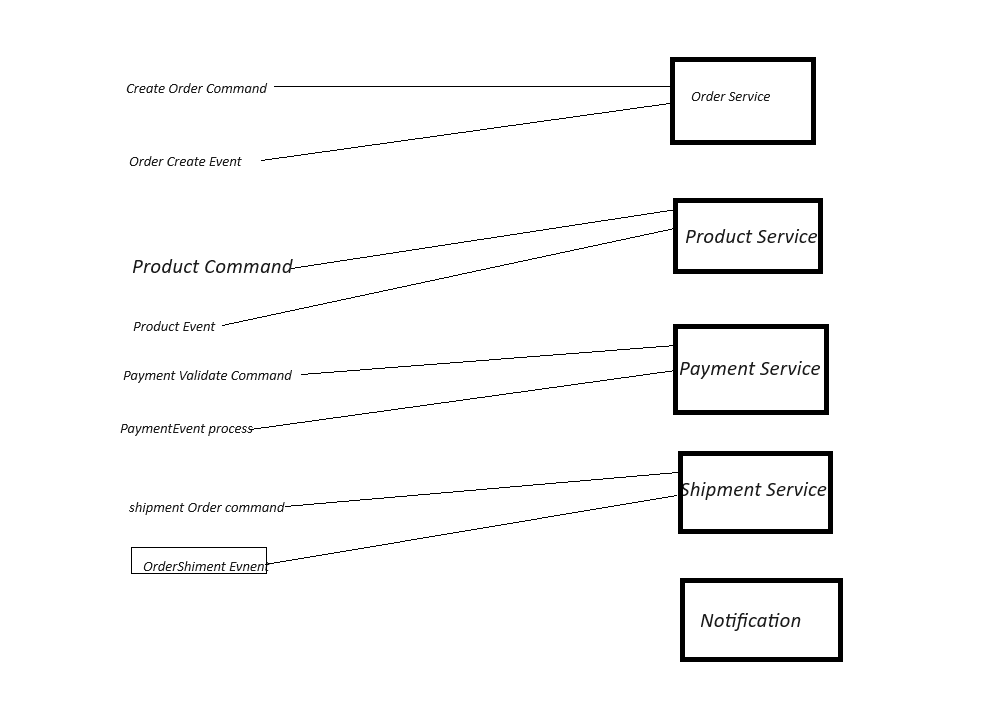 Create Order Command
Order Service
Order Create Event
Product Service
Product Command
Product Event
Payment Service
Payment Validate Command
PaymentEvent process
Shipment Service
shipment Order command
OrderShiment Evnent
Notification